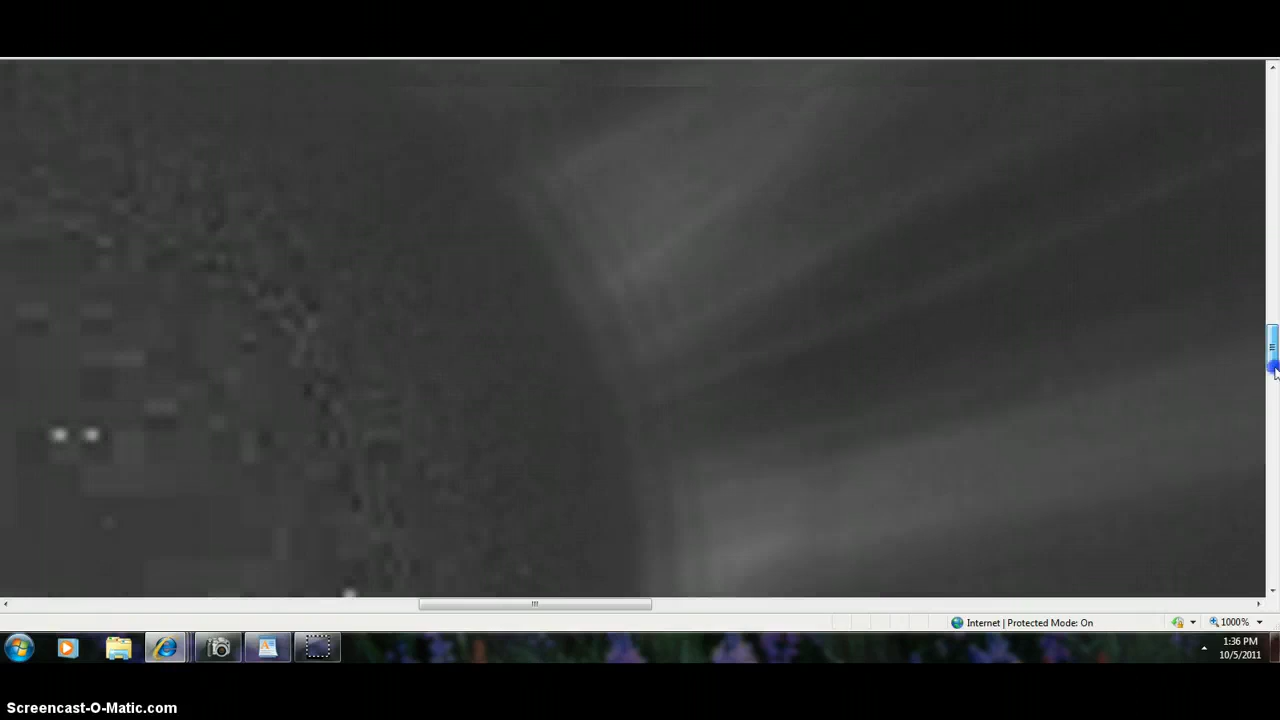 Internet | Protected Mode: On
1000%
1:36 PM
10/5/2011
Screencast-O-Matic.com